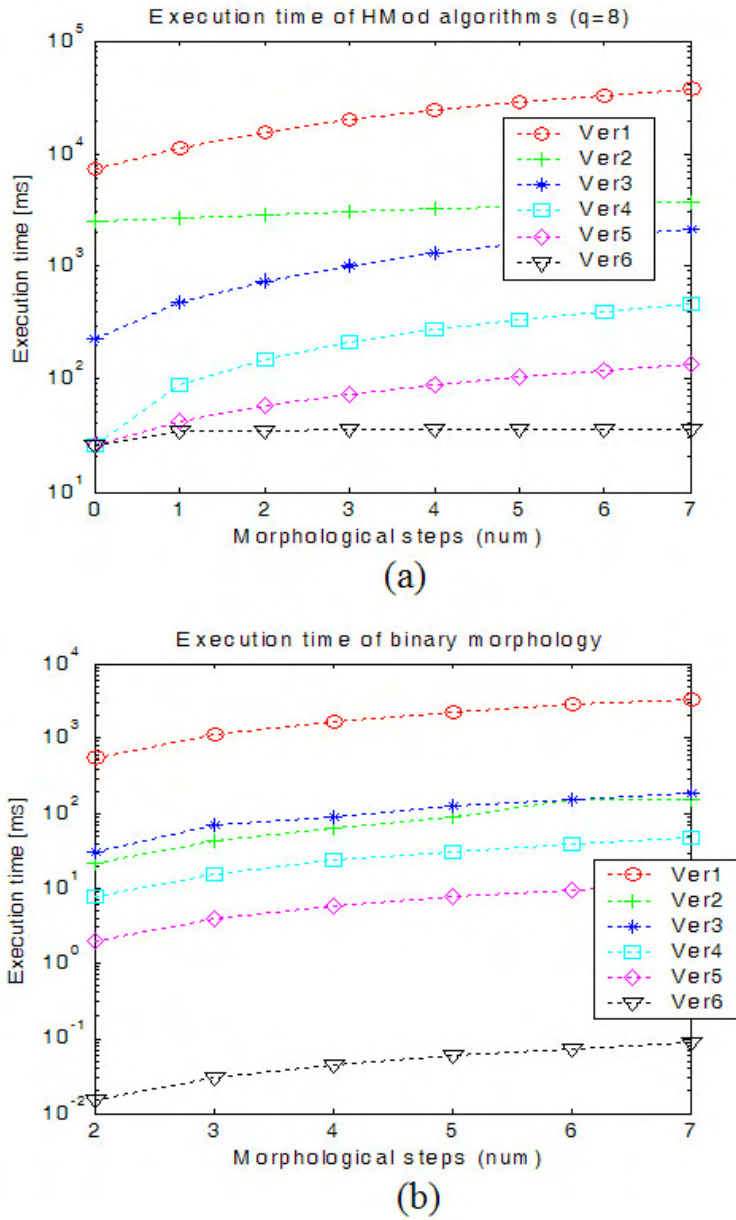 Execution time of HMod algorithms (q=8)
10^5
10^4
10^3
10^2
10^1
Execution time [ms]
Ver1
Ver2
Ver3
Ver4
Ver5
Ver6
0 1 2 3 4 5 6 7
Morphological steps (num)
(a)
Execution time of binary morphology
10^4
10^3
10^2
10^1
10^0
10^-1
10^-2
Execution time [ms]
Ver1
Ver2
Ver3
Ver4
Ver5
Ver6
2 3 4 5 6 7
Morphological steps (num)
(b)